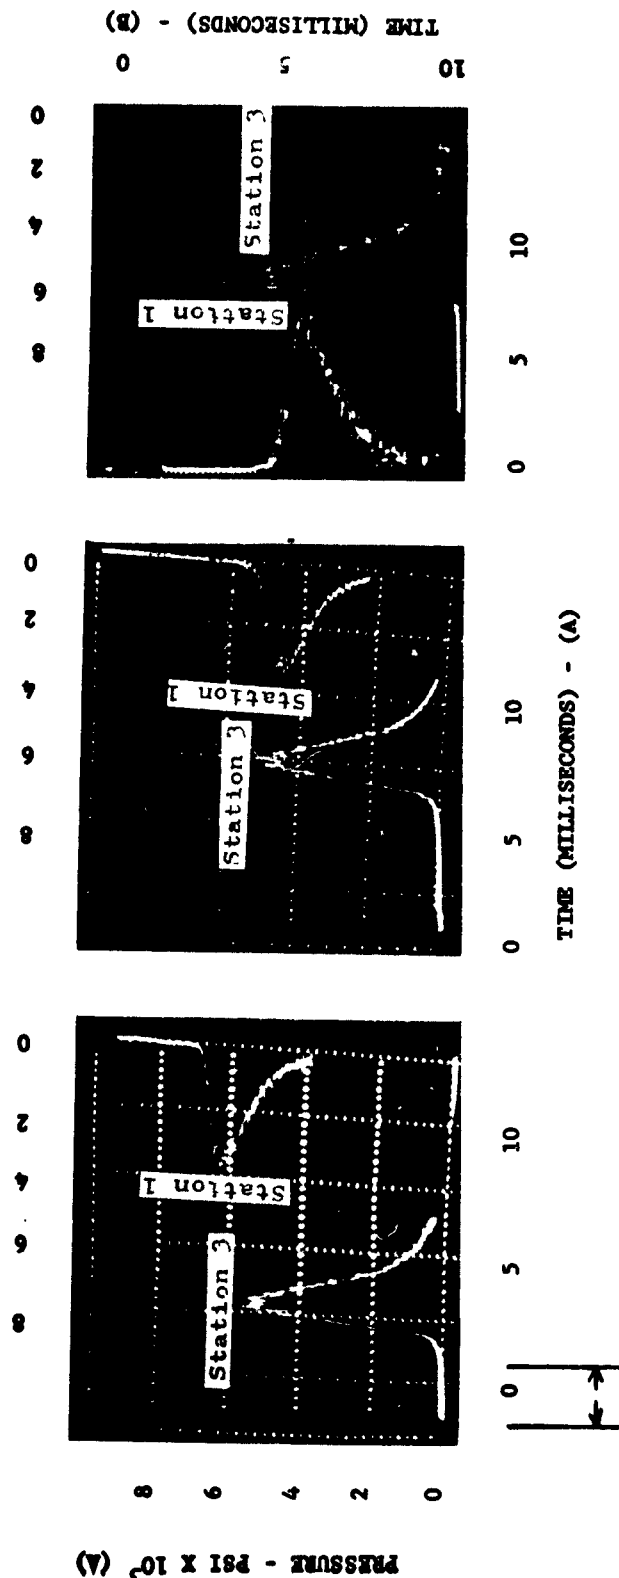 8 6 4 2 0
8 6 4 2 0
8 6 4 2 0
PRESSURE - PSI X 10³ (A)
8
6
4
2
0
Station 3
Station 1
Station 3
Station 1
Station 3
Station 1
0
5
10
TIME (MILLISECONDS) - (B)
0 5 10
0 5 10
0 5 10
TIME (MILLISECONDS) - (A)